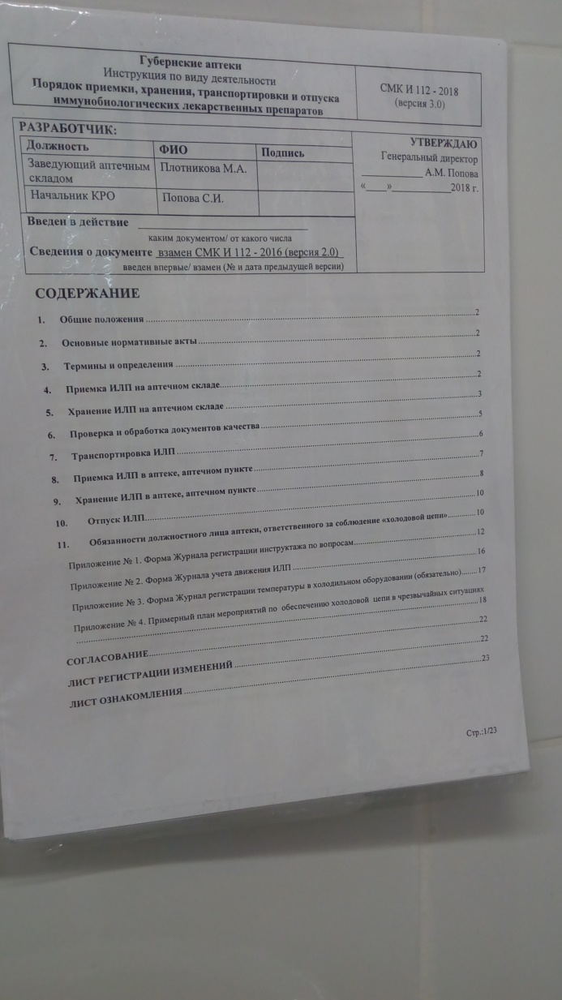 Губернские аптеки
Инструкция по виду деятельности
Порядок приемки, хранения, транспортировки и отпуска
иммунобиологических лекарственных препаратов
СМК И 112 - 2018
(версия 3.0)
РАЗРАБОТЧИК:
Должность ФИО Подпись
Заведующий аптечным складом Плотникова М.А.
Начальник КРО Попова С.И.
УТВЕРЖДАЮ
Генеральный директор
_____________ А.М. Попова
«____»_____________2018 г.
Введен в действие ______________________________
каким документом/ от какого числа
Сведения о документе взамен СМК И 112 - 2016 (версия 2.0)
введен впервые/ взамен (№ и дата предыдущей версии)
СОДЕРЖАНИЕ
1. Общие положения ..... 2
2. Основные нормативные акты ..... 2
3. Термины и определения ..... 2
4. Приемка ИЛП на аптечном складе ..... 2
5. Хранение ИЛП на аптечном складе ..... 3
6. Проверка и обработка документов качества ..... 5
7. Транспортировка ИЛП ..... 6
8. Приемка ИЛП в аптеке, аптечном пункте ..... 7
9. Хранение ИЛП в аптеке, аптечном пункте ..... 8
10. Отпуск ИЛП ..... 10
11. Обязанности должностного лица аптеки, ответственного за соблюдение «холодовой цепи» ..... 10
Приложение № 1. Форма Журнала регистрации инструктажа по вопросам ..... 12
Приложение № 2. Форма Журнала учета движения ИЛП ..... 16
Приложение № 3. Форма Журнал регистрации температуры в холодильном оборудовании (обязательно) ..... 17
Приложение № 4. Примерный план мероприятий по обеспечению холодовой цепи в чрезвычайных ситуациях
..... 18
СОГЛАСОВАНИЕ ..... 22
ЛИСТ РЕГИСТРАЦИИ ИЗМЕНЕНИЙ ..... 22
ЛИСТ ОЗНАКОМЛЕНИЯ ..... 23
Стр.:1/23